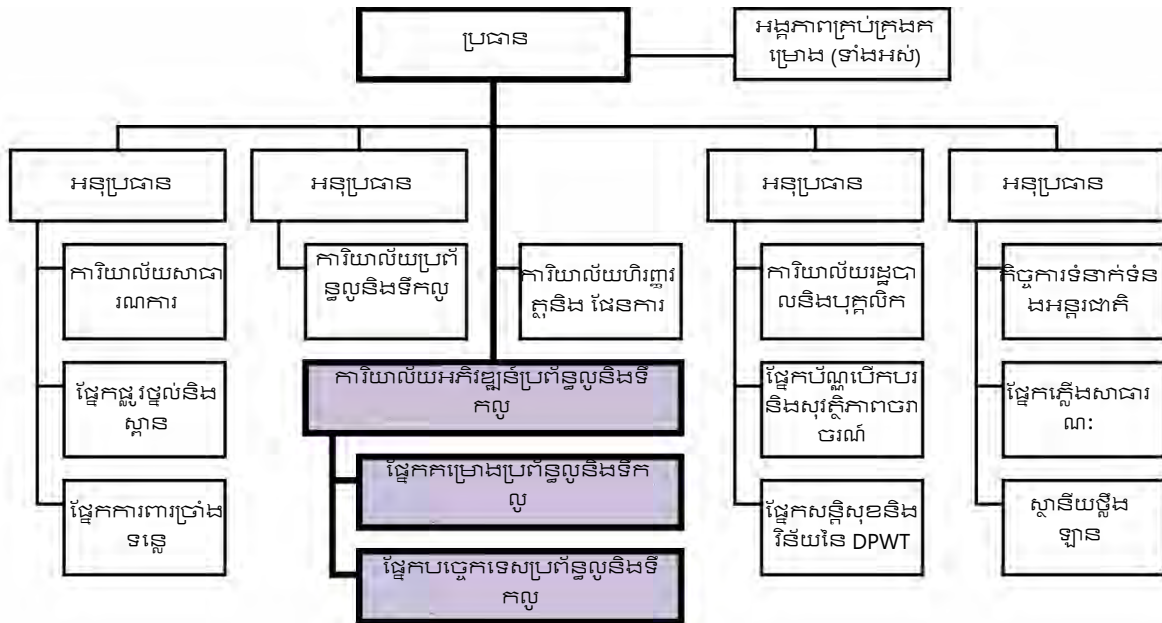 ប្រធាន
អង្គភាពគ្រប់គ្រងគ
ម្រោង (ទាំងអស់)
អនុប្រធាន
អនុប្រធាន
អនុប្រធាន
អនុប្រធាន
ការិយាល័យសាធា
រណការ
ការិយាល័យប្រព័
ន្ធលូនិងទឹកលូ
ការិយាល័យហិរញ្ញវ
ត្ថុនិង ផែនការ
ការិយាល័យរដ្ឋបា
លនិងបុគ្គលិក
កិច្ចការទំនាក់ទំន
ងអន្តរជាតិ
ការិយាល័យអភិវឌ្ឍន៍ប្រព័ន្ធលូនិងទឹ
កលូ
ផ្នែកផ្លូវថ្នល់និង
ស្ពាន
ផ្នែកប័ណ្ណបើកបរ
និងសុវត្ថិភាពចរា
ចរណ៍
ផ្នែកភ្លើងសាធារ
ណៈ
ផ្នែកគម្រោងប្រព័ន្ធលូនិងទឹក
លូ
ផ្នែកការពារច្រាំង
ទន្លេ
ផ្នែកសន្តិសុខនិង
វិន័យនៃ DPWT
ស្ថានីយថ្លឹង
ឡាន
ផ្នែកបច្ចេកទេសប្រព័ន្ធលូនិងទឹ
កលូ